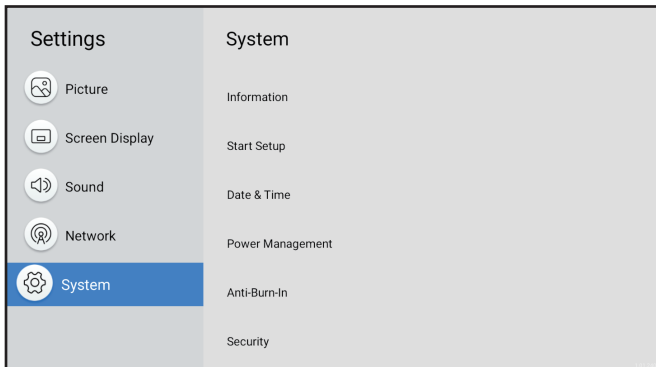 Settings
Picture
Screen Display
Sound
Network
System
System
Information
Start Setup
Date & Time
Power Management
Anti-Burn-In
Security